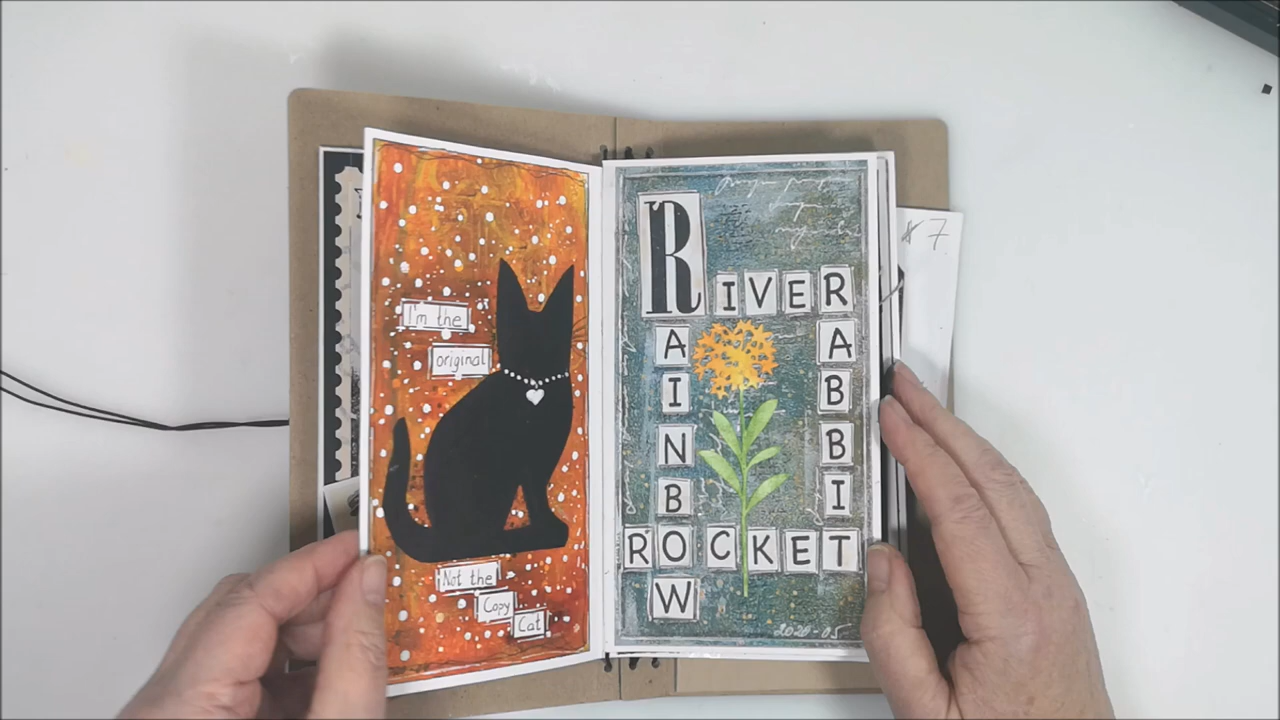 I'm the
original
Not the
Copy
Cat
RIVER
RAINBOW
RABBIT
ROCKET
2020-05
# 7